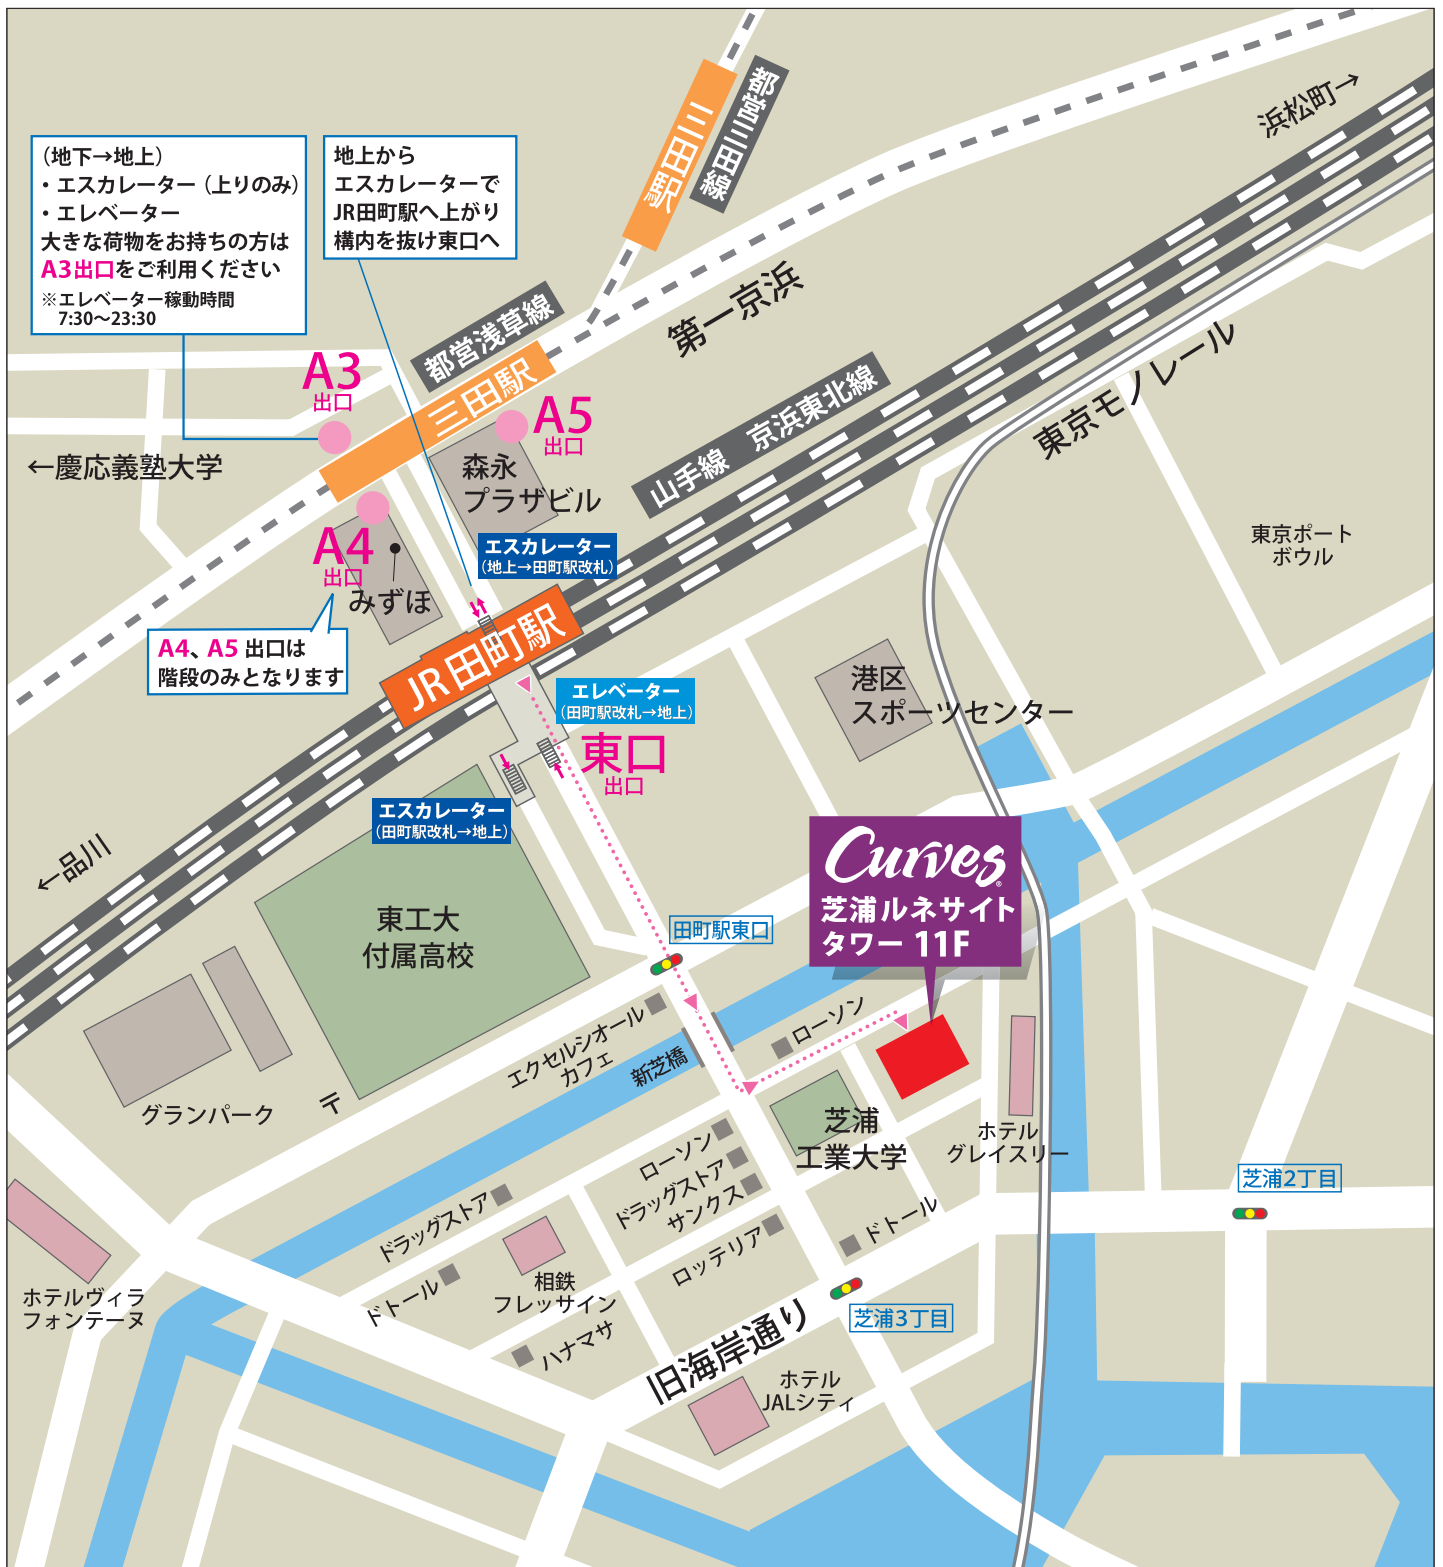 都営三田線
三田駅
浜松町→
(地下→地上)
・エスカレーター(上りのみ)
・エレベーター
大きな荷物をお持ちの方は
A3出口をご利用ください
※エレベーター稼動時間
7:30〜23:30
地上から
エスカレーターで
JR田町駅へ上がり
構内を抜け東口へ
第一京浜
都営浅草線
三田駅
A3
出口
A5
出口
東京モノレール
山手線 京浜東北線
←慶応義塾大学
森永
プラザビル
A4
出口
みずほ
エスカレーター
(地上→田町駅改札)
東京ポート
ボウル
A4、A5 出口は
階段のみとなります
JR田町駅
エレベーター
(田町駅改札→地上)
東口
出口
港区
スポーツセンター
エスカレーター
(田町駅改札→地上)
←品川
東工大
付属高校
田町駅東口
Curves®
芝浦ルネサイト
タワー 11F
エクセルシオール
カフェ
新芝橋
ローソン
グランパーク
〒
芝浦
工業大学
ホテル
グレイスリー
ローソン
ドラッグストア
サンクス
ロッテリア
ドトール
芝浦2丁目
ドラッグストア
ドトール
相鉄
フレッサイン
ハナマサ
ホテルヴィラ
フォンテーヌ
芝浦3丁目
旧海岸通り
ホテル
JALシティ